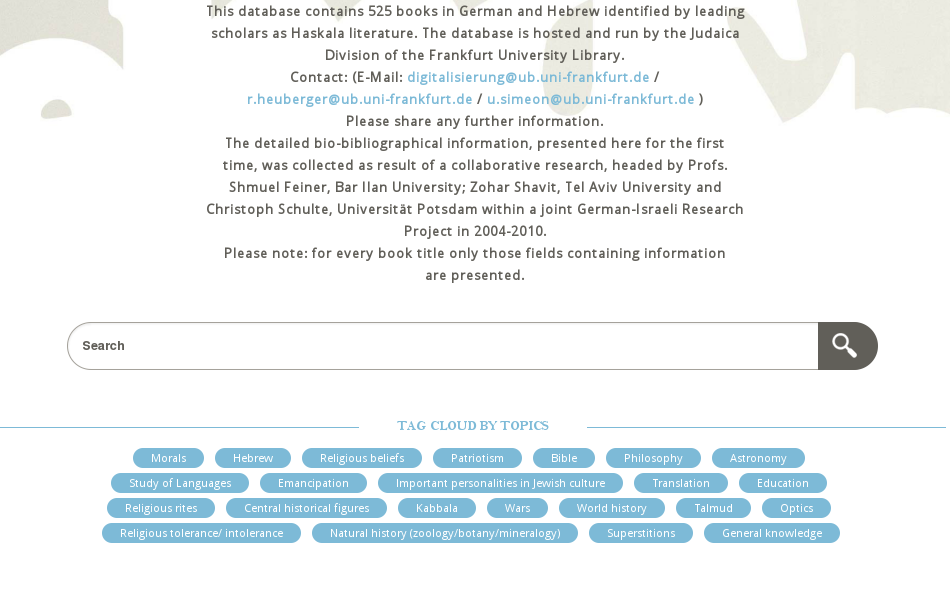 This database contains 525 books in German and Hebrew identified by leading
scholars as Haskala literature. The database is hosted and run by the Judaica
Division of the Frankfurt University Library.
Contact: (E-Mail: digitalisierung@ub.uni-frankfurt.de /
r.heuberger@ub.uni-frankfurt.de / u.simeon@ub.uni-frankfurt.de )
Please share any further information.
The detailed bio-bibliographical information, presented here for the first
time, was collected as result of a collaborative research, headed by Profs.
Shmuel Feiner, Bar Ilan University; Zohar Shavit, Tel Aviv University and
Christoph Schulte, Universität Potsdam within a joint German-Israeli Research
Project in 2004-2010.
Please note: for every book title only those fields containing information
are presented.
Search
TAG CLOUD BY TOPICS
Morals Hebrew Religious beliefs Patriotism Bible Philosophy Astronomy
Study of Languages Emancipation Important personalities in Jewish culture Translation Education
Religious rites Central historical figures Kabbala Wars World history Talmud Optics
Religious tolerance/ intolerance Natural history (zoology/botany/mineralogy) Superstitions General knowledge